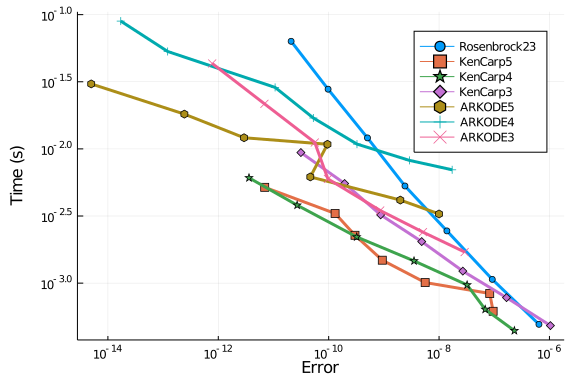 10^-1.0
10^-1.5
10^-2.0
10^-2.5
10^-3.0
Time (s)
Rosenbrock23
KenCarp5
KenCarp4
KenCarp3
ARKODE5
ARKODE4
ARKODE3
10^-14 10^-12 10^-10 10^-8 10^-6
Error